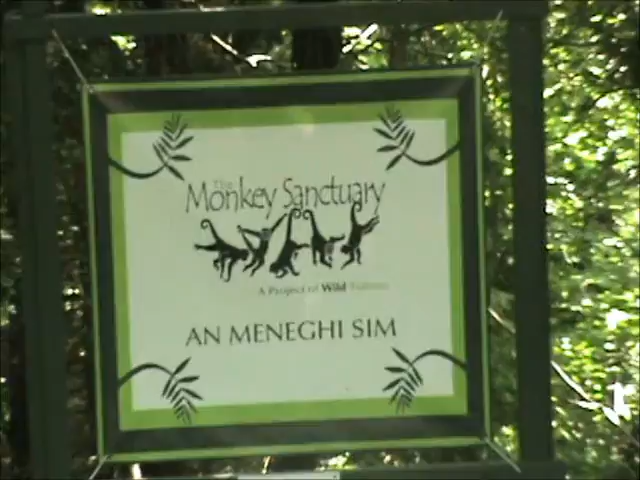 The
Monkey Sanctuary
A Project of Wild Futures
AN MENEGHI SIM